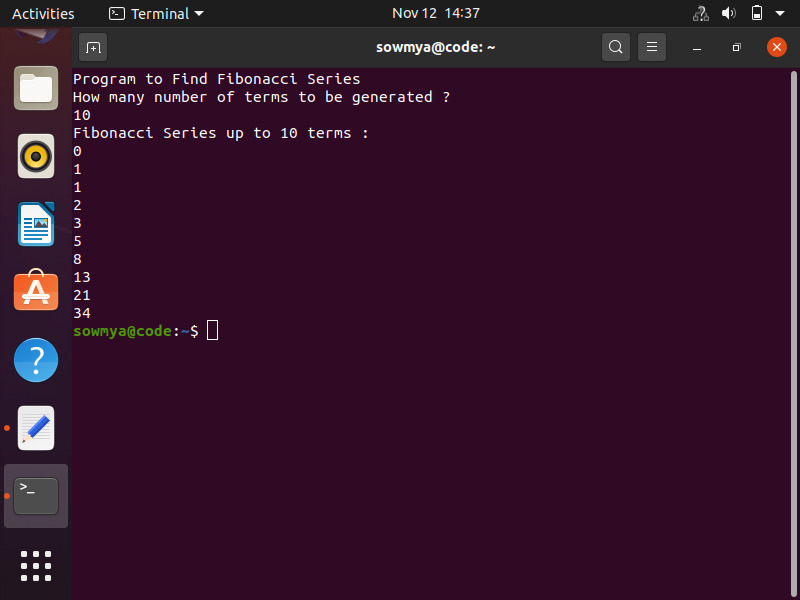 Activities Terminal Nov 12 14:37
sowmya@code: ~
Program to Find Fibonacci Series
How many number of terms to be generated ?
10
Fibonacci Series up to 10 terms :
0
1
1
2
3
5
8
13
21
34
sowmya@code:~$